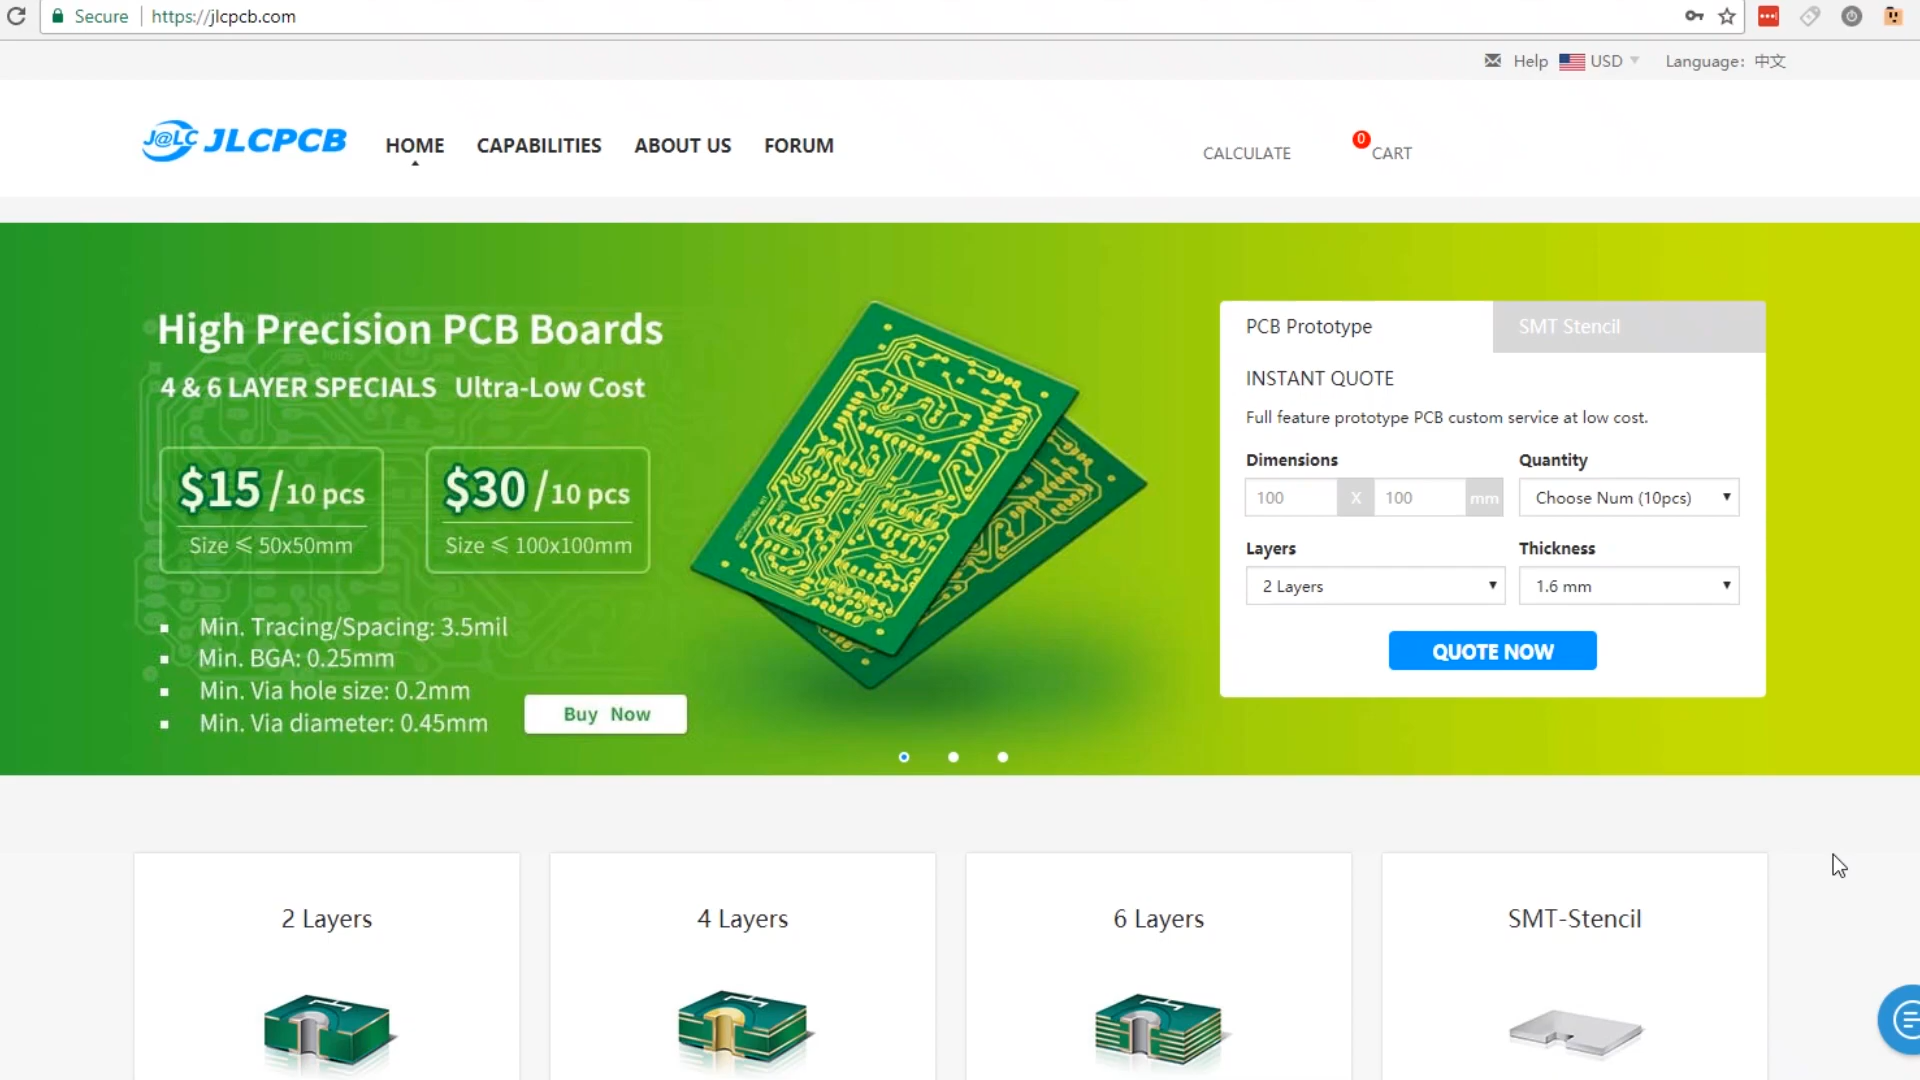 Secure https://jlcpcb.com
Help USD Language: 中文
J@LC JLCPCB HOME CAPABILITIES ABOUT US FORUM CALCULATE 0 CART
High Precision PCB Boards
4 & 6 LAYER SPECIALS Ultra-Low Cost
$15/10 pcs
Size ⩽ 50x50mm
$30/10 pcs
Size ⩽ 100x100mm
Min. Tracing/Spacing: 3.5mil
Min. BGA: 0.25mm
Min. Via hole size: 0.2mm
Min. Via diameter: 0.45mm
Buy Now
PCB Prototype SMT Stencil
INSTANT QUOTE
Full feature prototype PCB custom service at low cost.
Dimensions Quantity
100 X 100 mm Choose Num (10pcs)
Layers Thickness
2 Layers 1.6 mm
QUOTE NOW
2 Layers 4 Layers 6 Layers SMT-Stencil